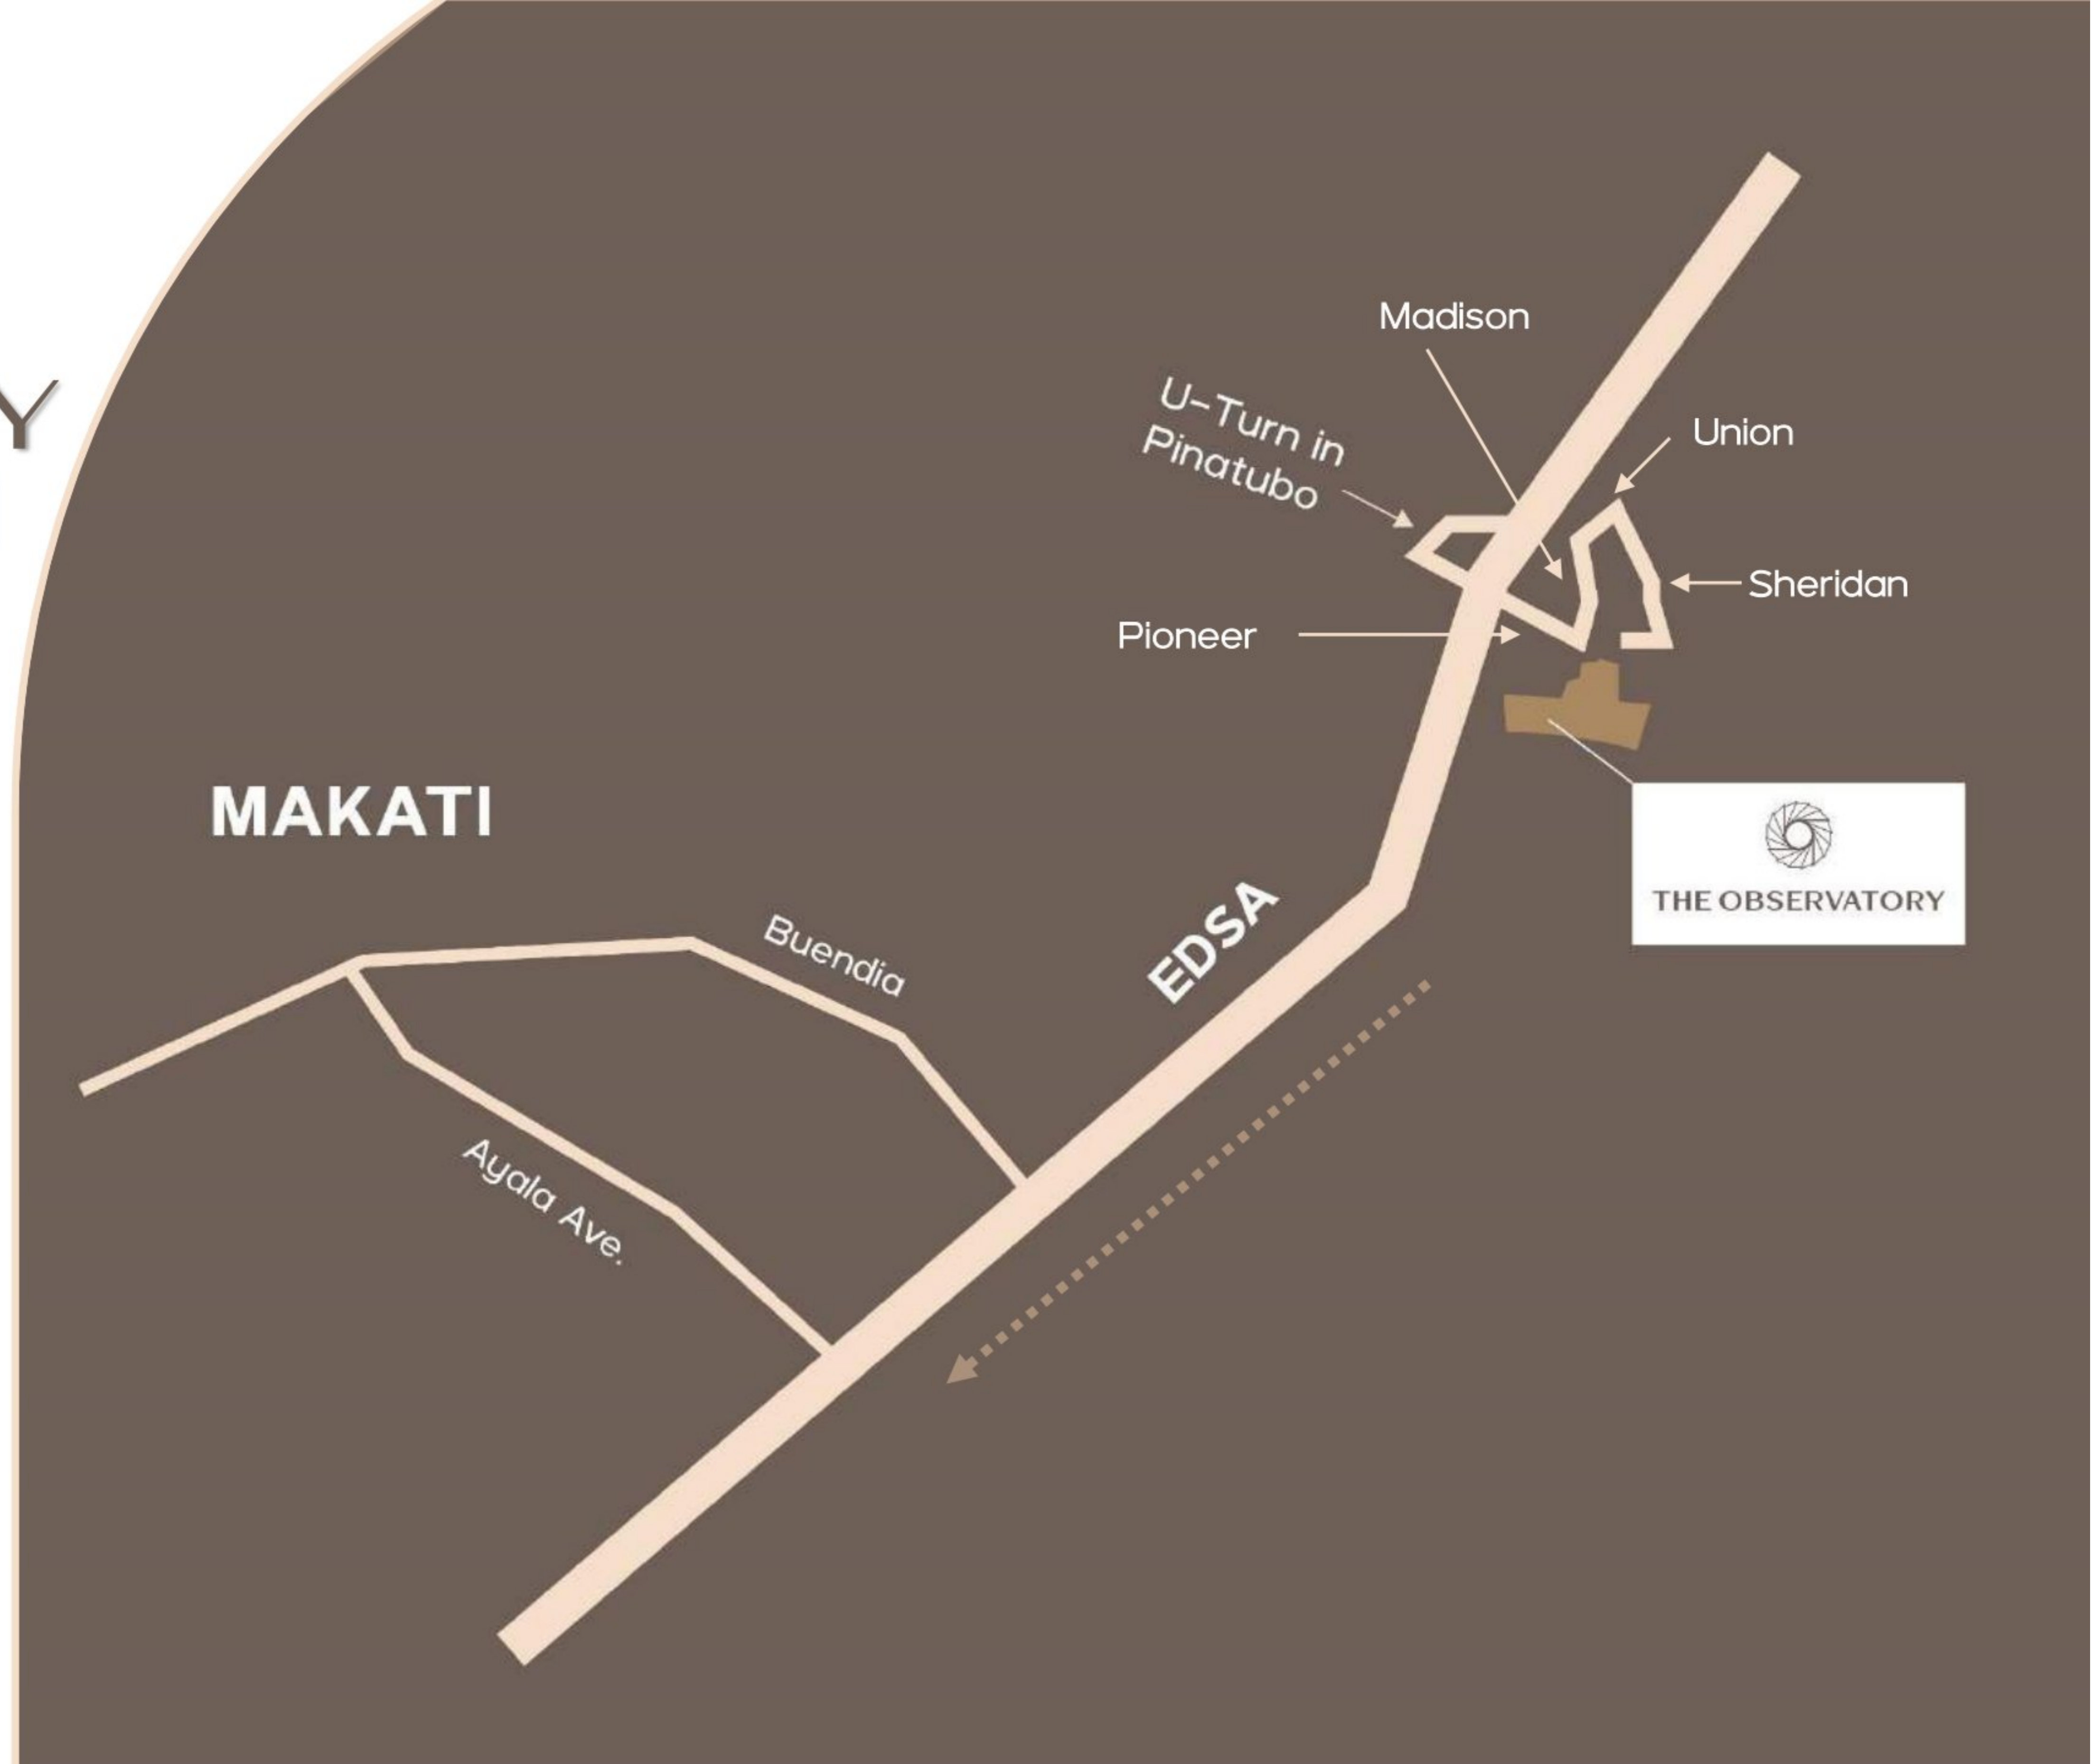 Y
Madison
U-Turn in
Pinatubo
Union
Sheridan
Pioneer
MAKATI
THE OBSERVATORY
EDSA
Buendia
Ayala Ave.